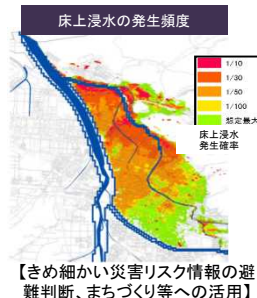 床上浸水の発生頻度
1/10
1/30
1/50
1/100
想定最大
床上浸水
発生確率
【きめ細かい災害リスク情報の避
難判断、まちづくり等への活用】